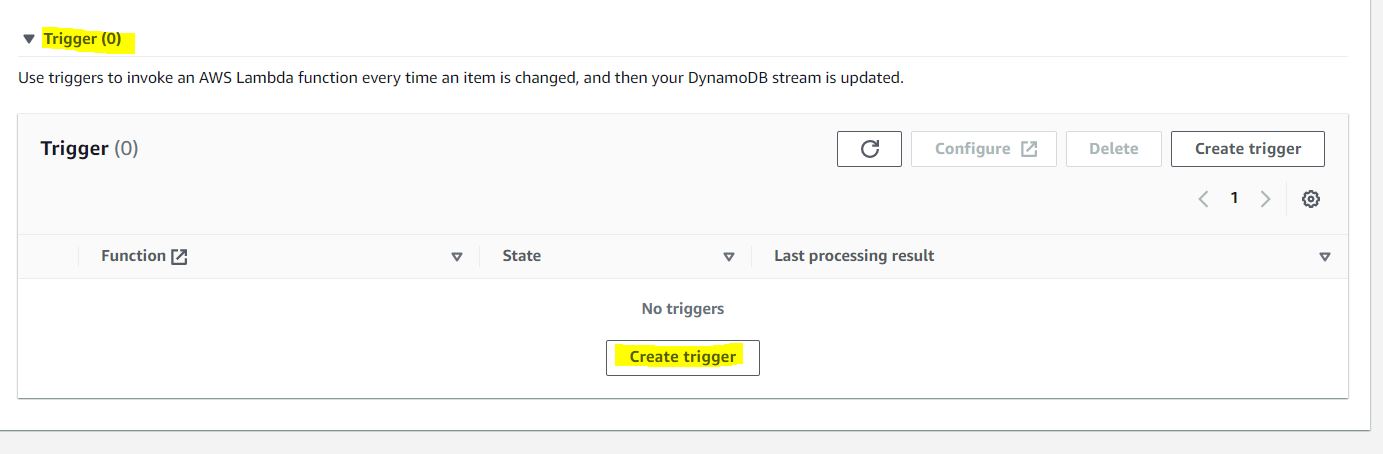 Trigger (0)
Use triggers to invoke an AWS Lambda function every time an item is changed, and then your DynamoDB stream is updated.
Trigger (0)
Configure
Delete
Create trigger
1
Function
State
Last processing result
No triggers
Create trigger